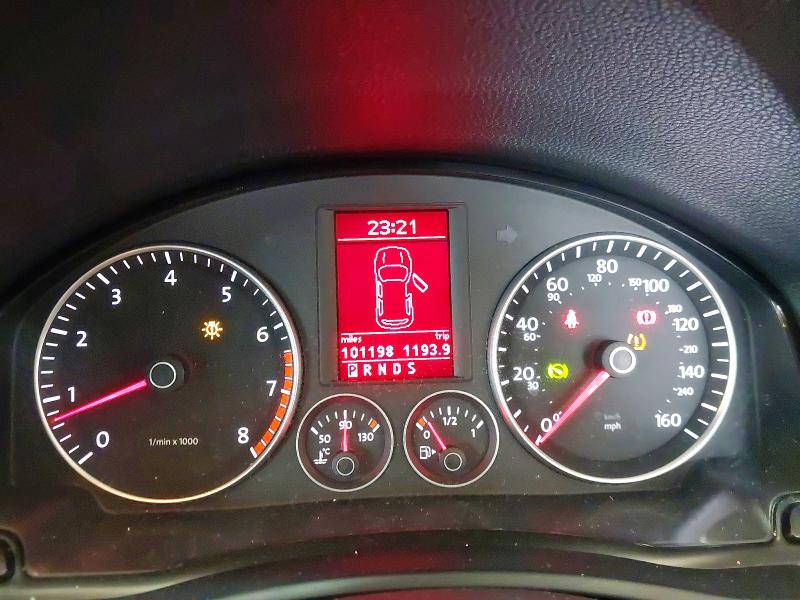 23:21
miles trip
101198 1193.9
P R N D S
0 1 2 3 4 5 6 7 8
1/min x 1000
50 90 130
°C
0 1/2 1
0 20 40 60 80 100 120 140 160
0 30 60 90 120 150 180 210 240
km/h
mph